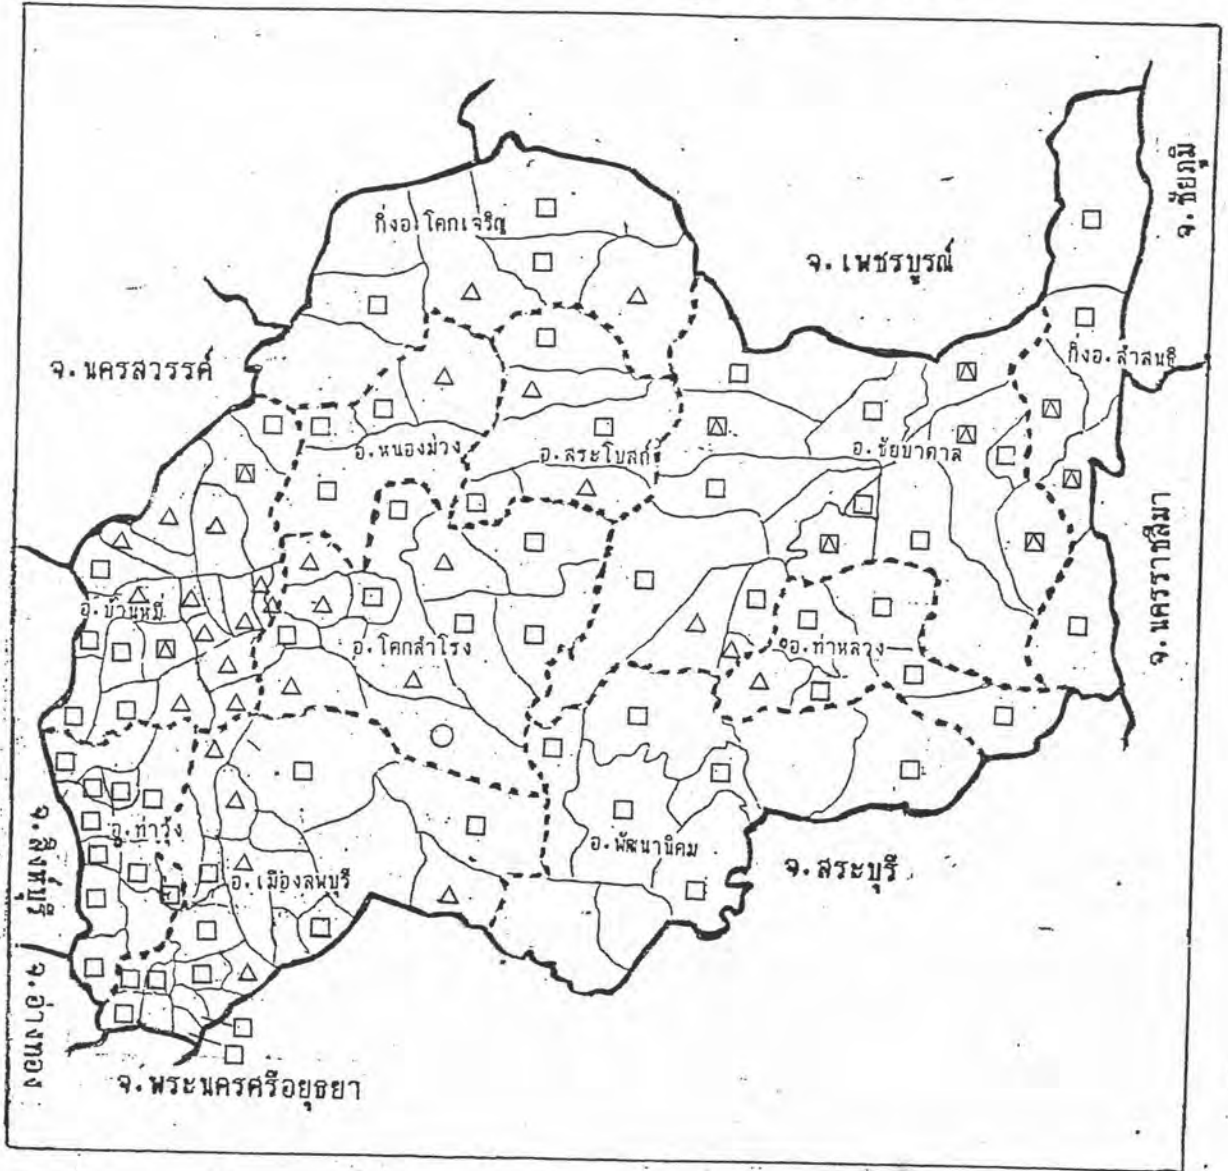 จ.ชัยภูมิ
กิ่งอ.โคกเจริญ
จ.เพชรบูรณ์
กิ่งอ.ลำสนธิ
จ.นครสวรรค์
อ.หนองม่วง
อ.สระโบสถ์
อ.ชัยบาดาล
จ.นครราชสีมา
อ.บ้านหมี่
อ.โคกสำโรง
อ.ท่าหลวง
อ.ท่าวุ้ง
อ.พัฒนานิคม
จ.สระบุรี
จ.สิงห์บุรี
อ.เมืองลพบุรี
จ.อ่างทอง
จ.พระนครศรีอยุธยา